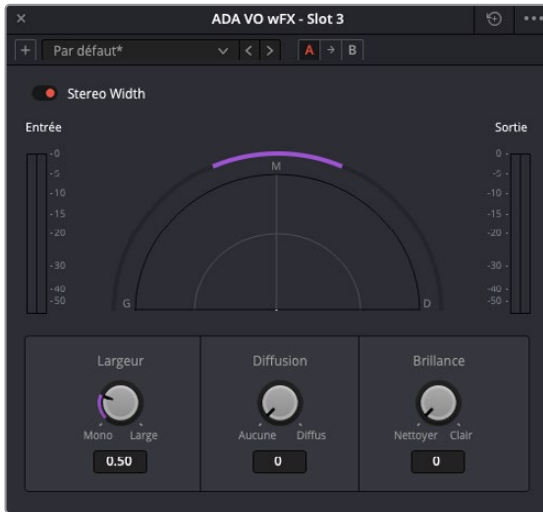 ADA VO wFX - Slot 3
Par défaut*
A
B
Stereo Width
Entrée
Sortie
-0
0 -
-5
-5 -
-10
-10 -
-15
-15 -
-20
-20 -
-30
-30 -
-40
-40 -
-50
-50 -
M
G
D
Largeur
Diffusion
Brillance
Mono
Large
Aucune
Diffus
Nettoyer
Clair
0.50
0
0